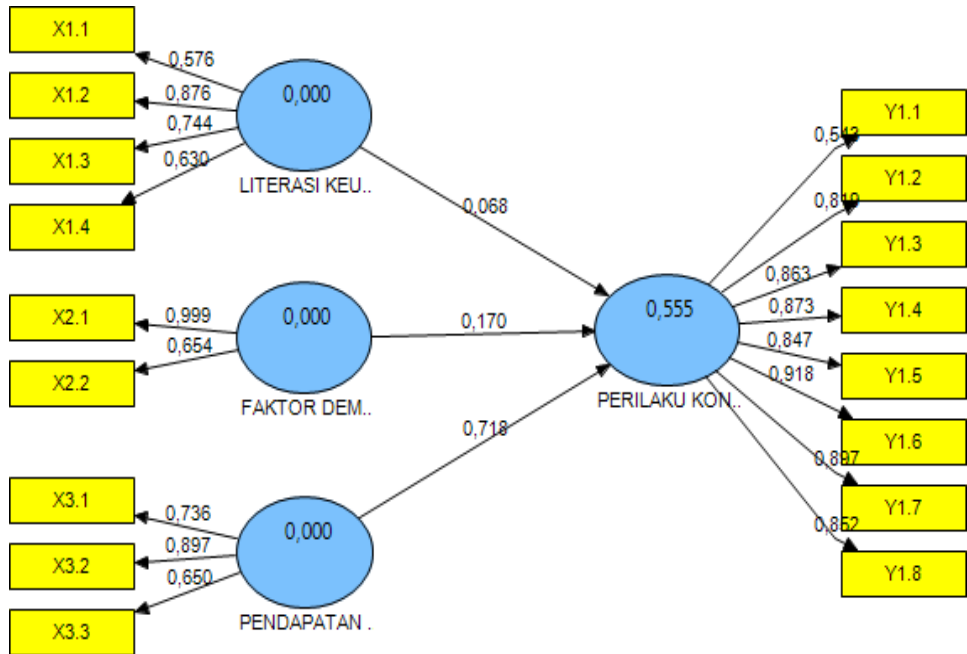 X1.1
0,576
X1.2
0,876
X1.3
0,744
X1.4
0,630
0,000
LITERASI KEU..
0,068
X2.1
0,999
X2.2
0,654
0,000
FAKTOR DEM..
0,170
X3.1
0,736
X3.2
0,897
X3.3
0,650
0,000
PENDAPATAN .
0,718
0,555
PERILAKU KON..
Y1.1
Y1.2
0,819
Y1.3
0,863
Y1.4
0,873
Y1.5
0,847
Y1.6
0,918
Y1.7
0,897
Y1.8
0,852